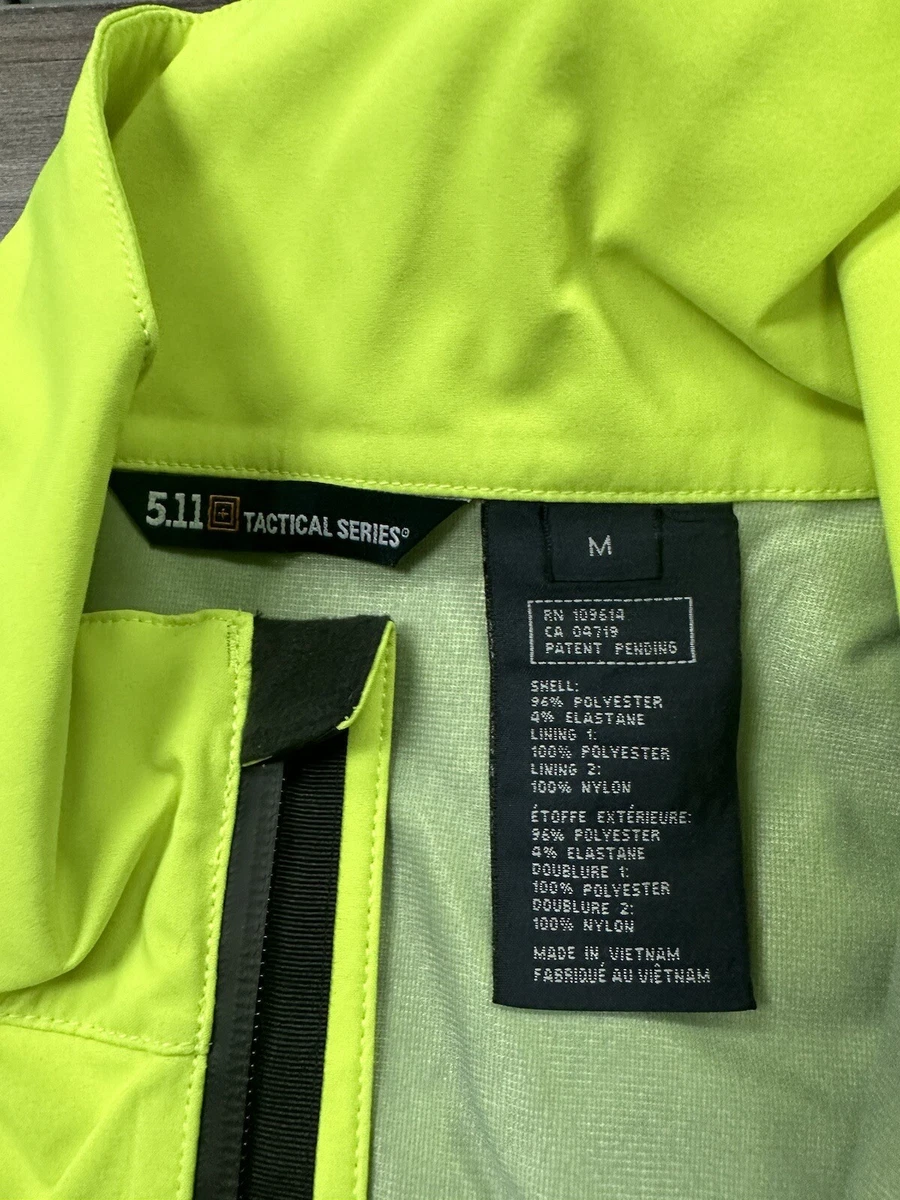 5.11 TACTICAL SERIES®
M
RN 109614
CA 04719
PATENT PENDING
SHELL:
96% POLYESTER
4% ELASTANE
LINING 1:
100% POLYESTER
LINING 2:
100% NYLON
ÉTOFFE EXTÉRIEURE:
96% POLYESTER
4% ELASTANE
DOUBLURE 1:
100% POLYESTER
DOUBLURE 2:
100% NYLON
MADE IN VIETNAM
FABRIQUÉ AU VIÊTNAM